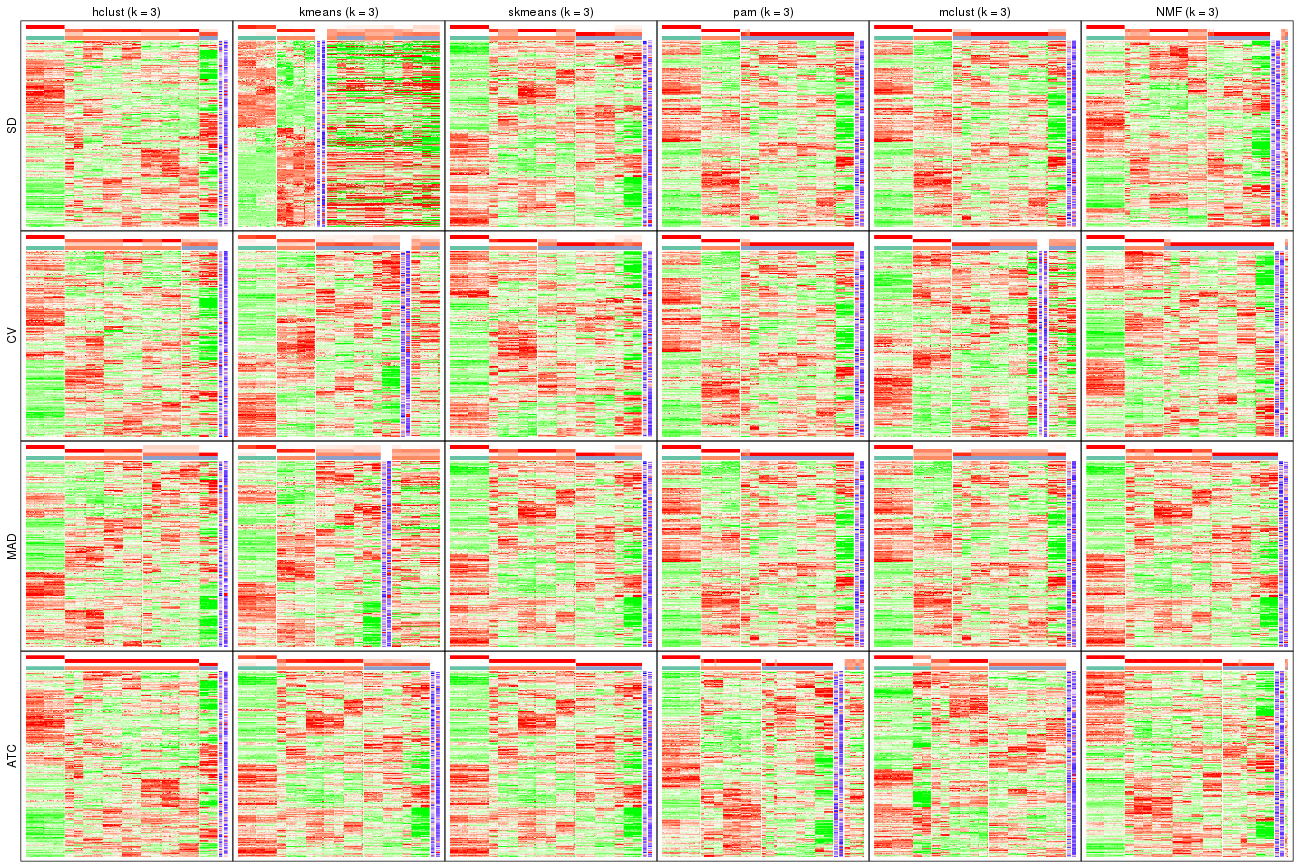 hclust (k = 3)
kmeans (k = 3)
skmeans (k = 3)
pam (k = 3)
mclust (k = 3)
NMF (k = 3)
SD
CV
MAD
ATC